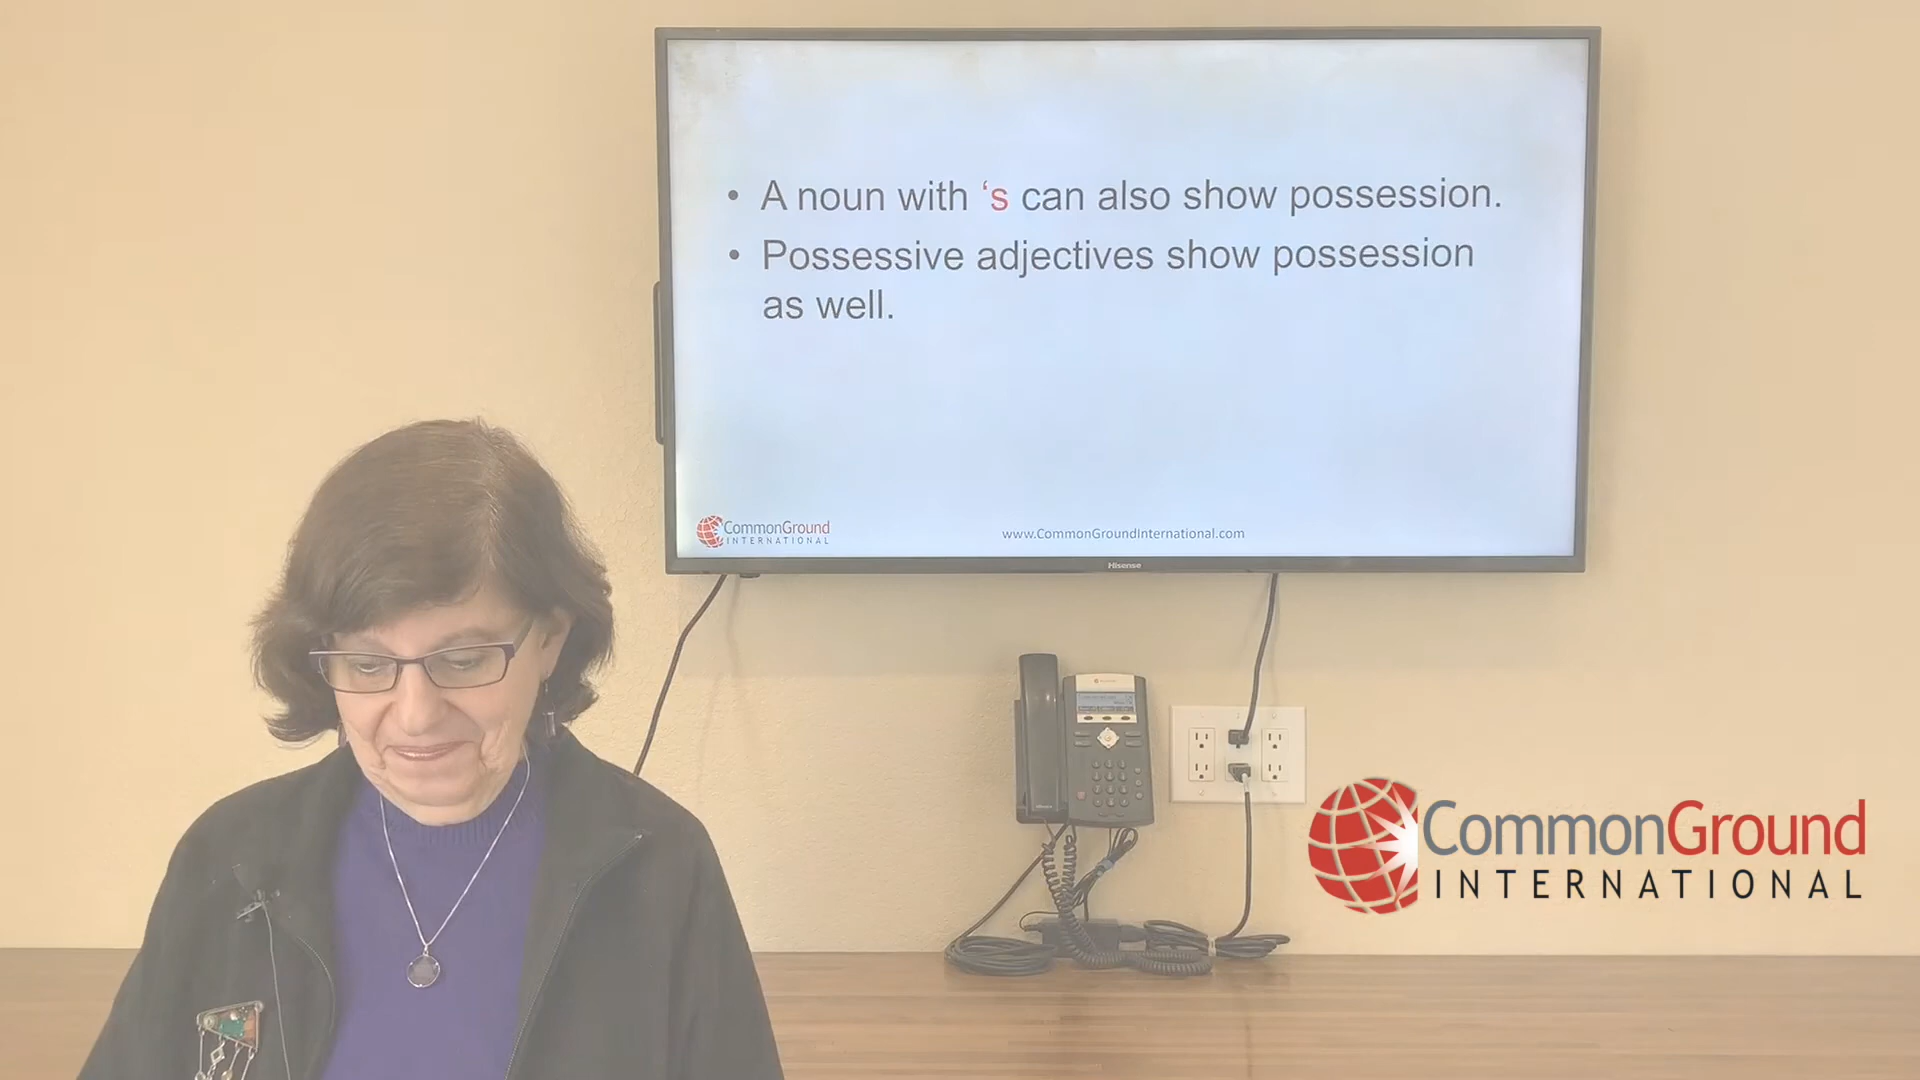 • A noun with ‘s can also show possession.
• Possessive adjectives show possession
as well.
CommonGround
INTERNATIONAL
www.CommonGroundInternational.com
Hisense
CommonGround
INTERNATIONAL